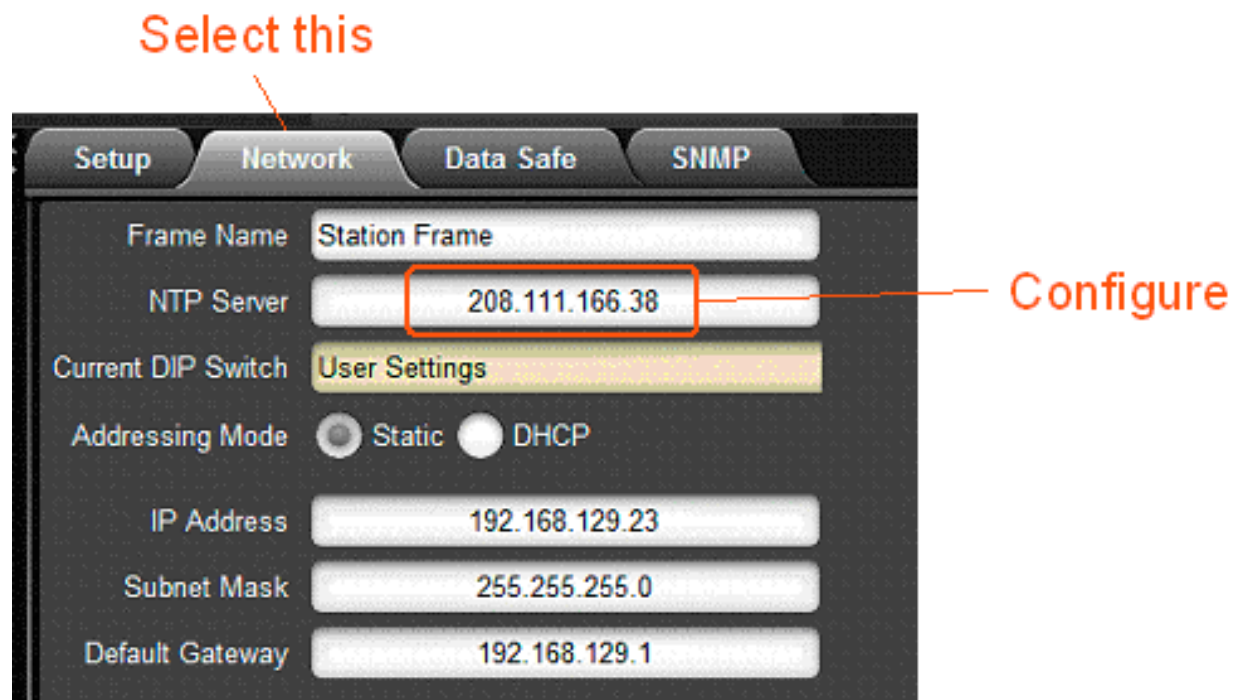 Select this
Setup Network Data Safe SNMP
Frame Name Station Frame
NTP Server 208.111.166.38 Configure
Current DIP Switch User Settings
Addressing Mode Static DHCP
IP Address 192.168.129.23
Subnet Mask 255.255.255.0
Default Gateway 192.168.129.1